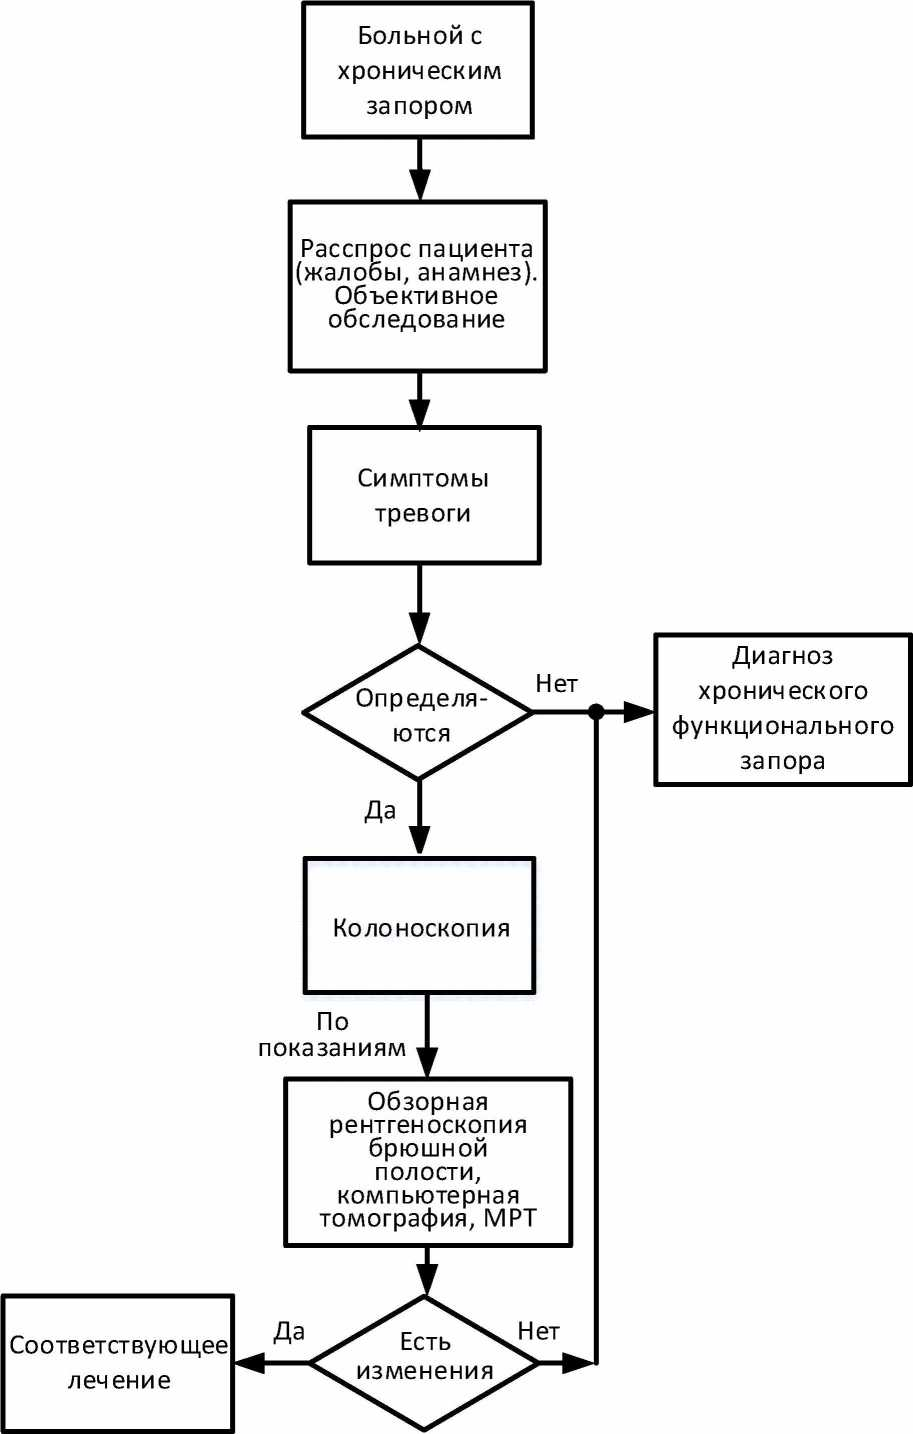 Больной с
хроническим
запором
Расспрос пациента
(жалобы, анамнез).
Объективное
обследование
Симптомы
тревоги
Определя-
ются
Нет
Диагноз
хронического
функционального
запора
Да
Колоноскопия
По
показаниям
Обзорная
рентгеноскопия
брюшной
полости,
компьютерная
томография, МРТ
Есть
изменения
Да
Нет
Соответствующее
лечение